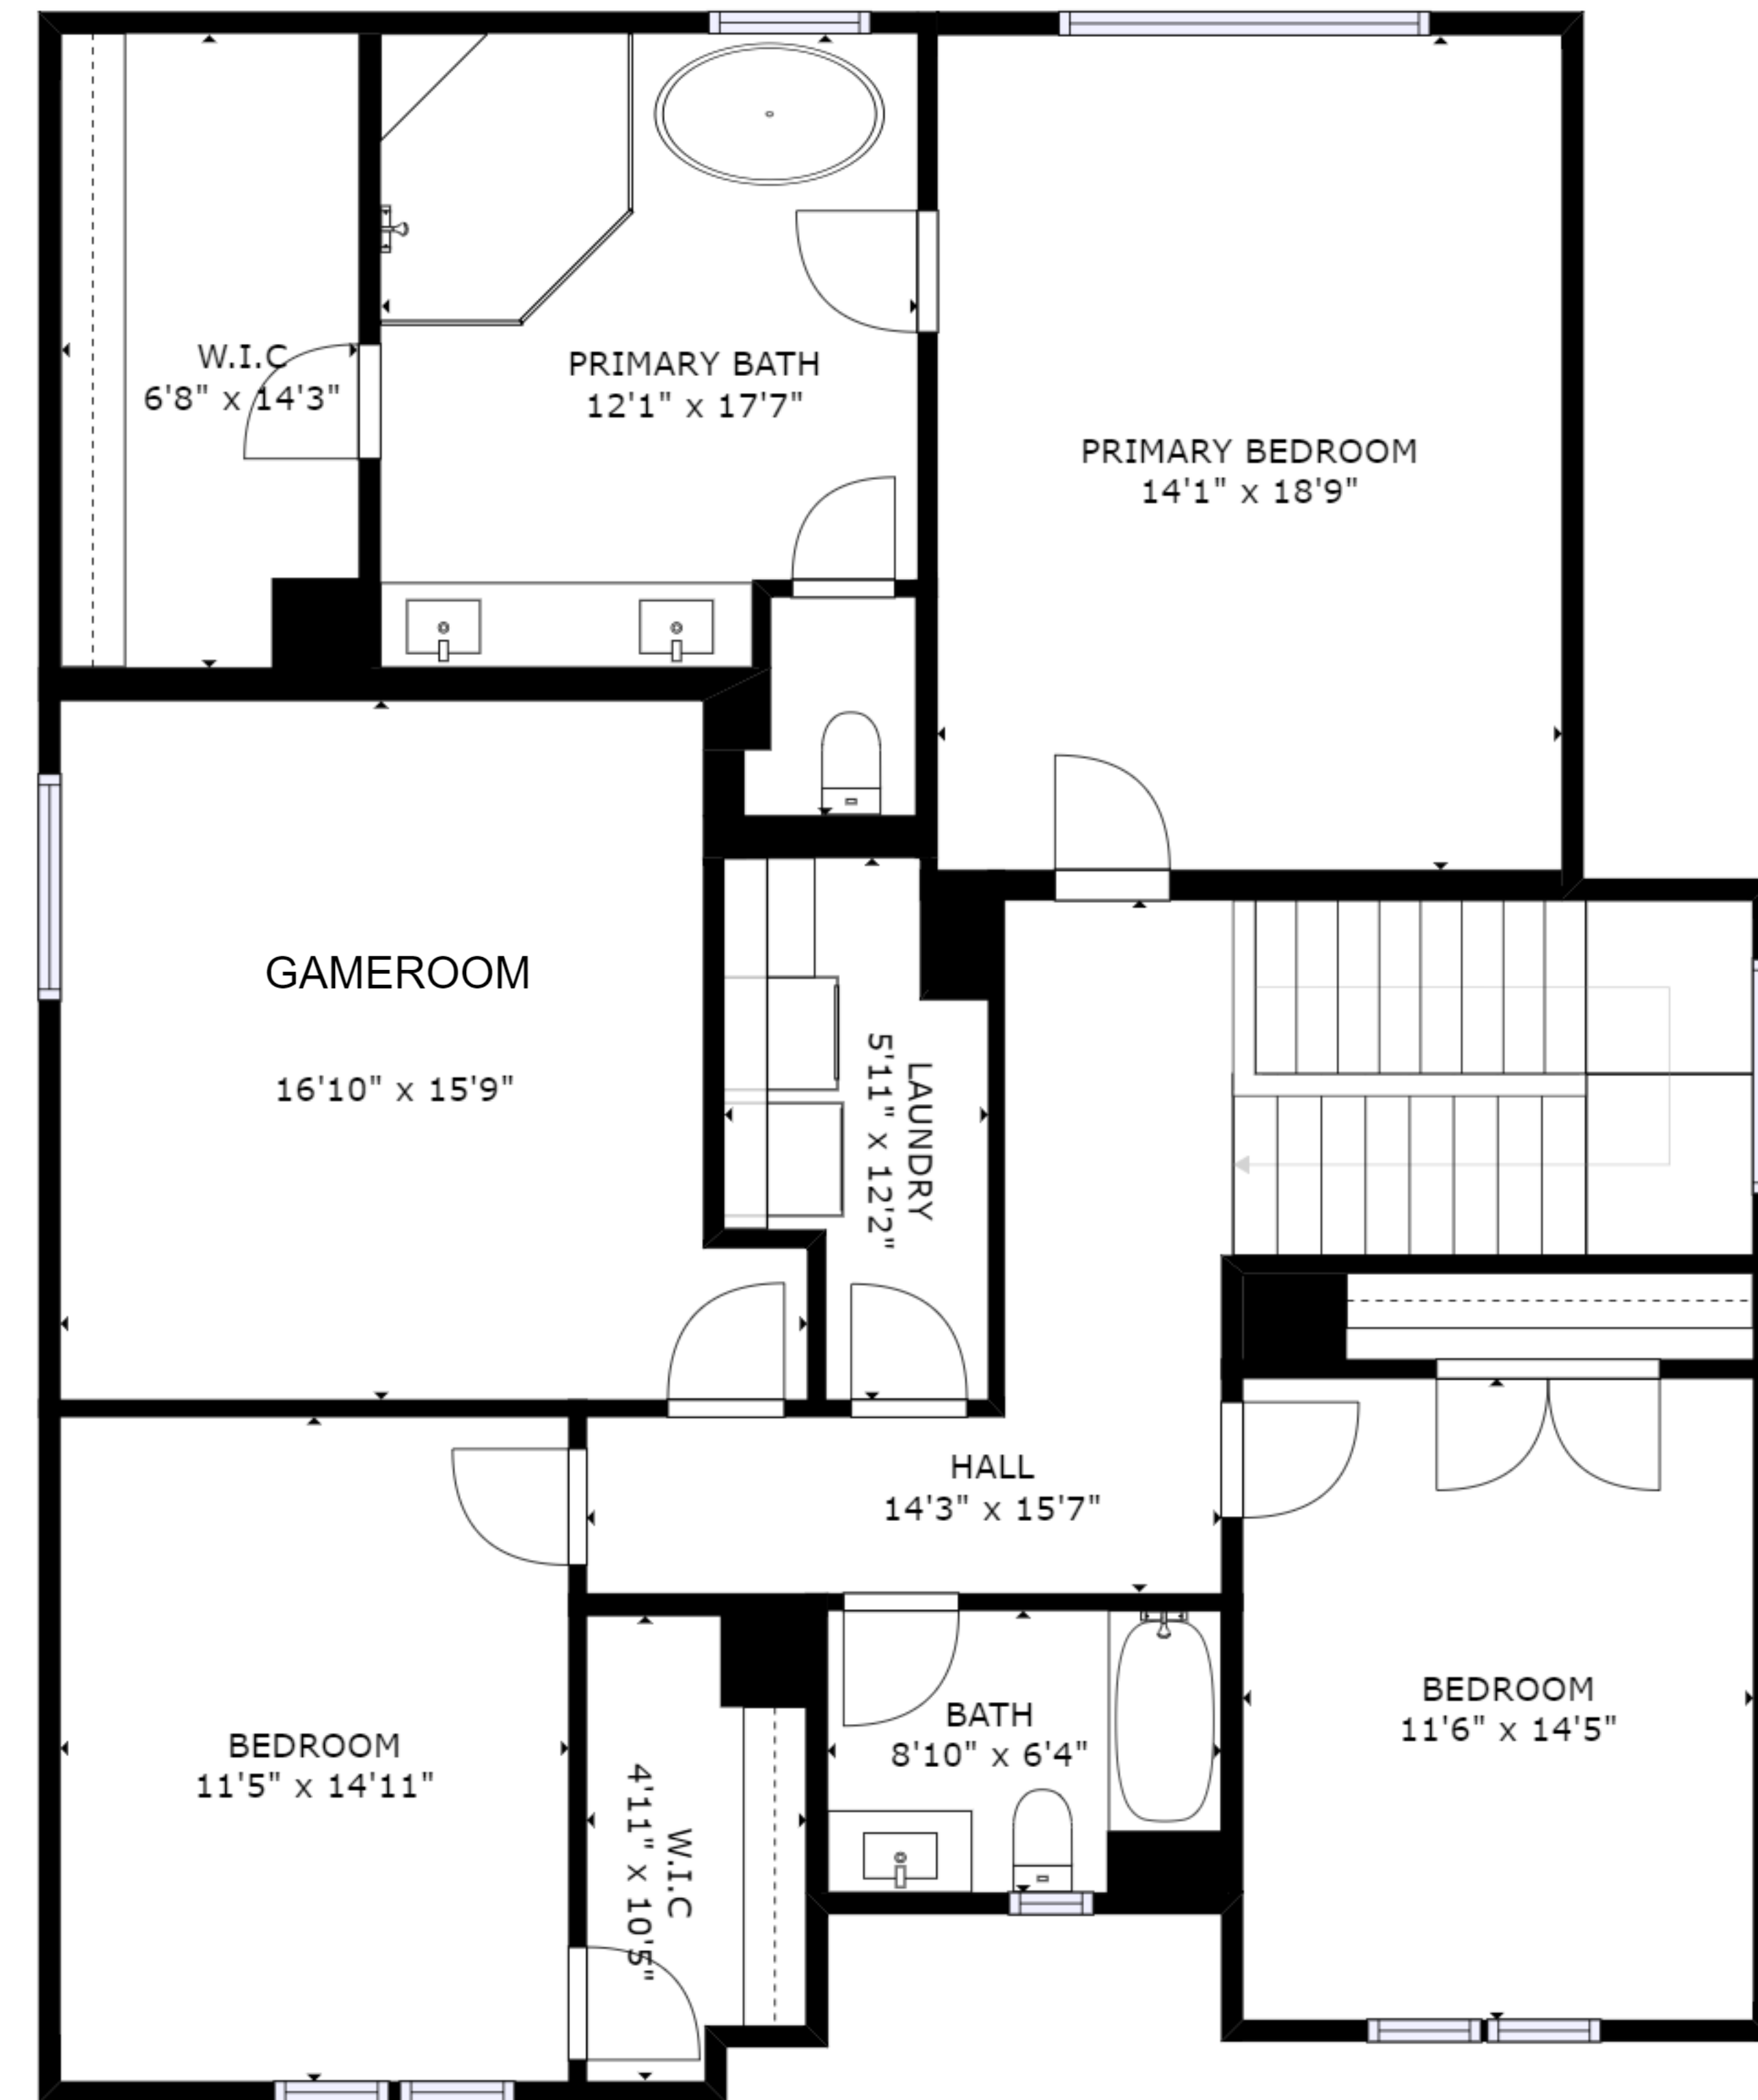 W.I.C
6'8" x 14'3"
PRIMARY BATH
12'1" x 17'7"
PRIMARY BEDROOM
14'1" x 18'9"
GAMEROOM
16'10" x 15'9"
LAUNDRY
5'11" x 12'2"
HALL
14'3" x 15'7"
BEDROOM
11'5" x 14'11"
W.I.C
4'11" x 10'5"
BATH
8'10" x 6'4"
BEDROOM
11'6" x 14'5"